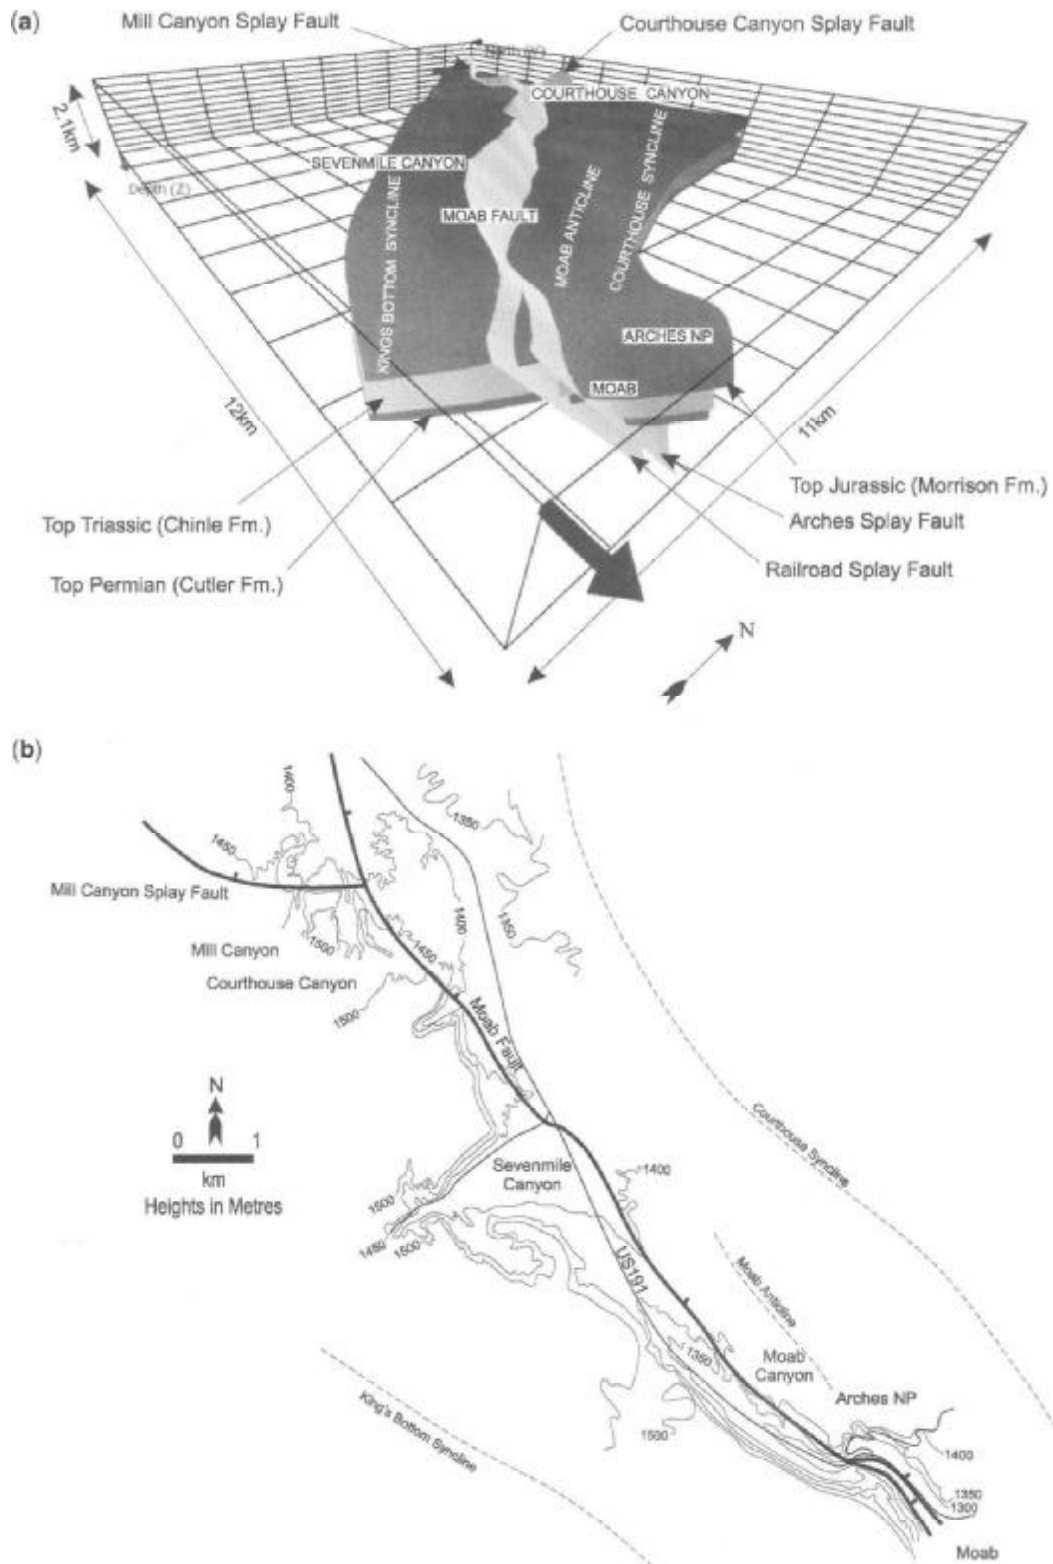 (a)
Mill Canyon Splay Fault
Courthouse Canyon Splay Fault
COURTHOUSE CANYON
2.1km
SEVENMILE CANYON
Depth (Z)
MOAB FAULT
KINGS BOTTOM SYNCLINE
MOAB ANTICLINE
COURTHOUSE SYNCLINE
ARCHES NP
MOAB
12km
11km
Top Jurassic (Morrison Fm.)
Top Triassic (Chinle Fm.)
Arches Splay Fault
Railroad Splay Fault
Top Permian (Cutler Fm.)
N
(b)
1400
1350
1450
Mill Canyon Splay Fault
1400
1350
Mill Canyon
1500
1450
Courthouse Canyon
1500
Moab Fault
N
0 1
km
Heights in Metres
Courthouse Syncline
Sevenmile
Canyon
1400
1500
1450
1500
US191
Moab Anticline
1350
Moab
Canyon
Arches NP
King's Bottom Syncline
1500
1400
1350
1300
Moab